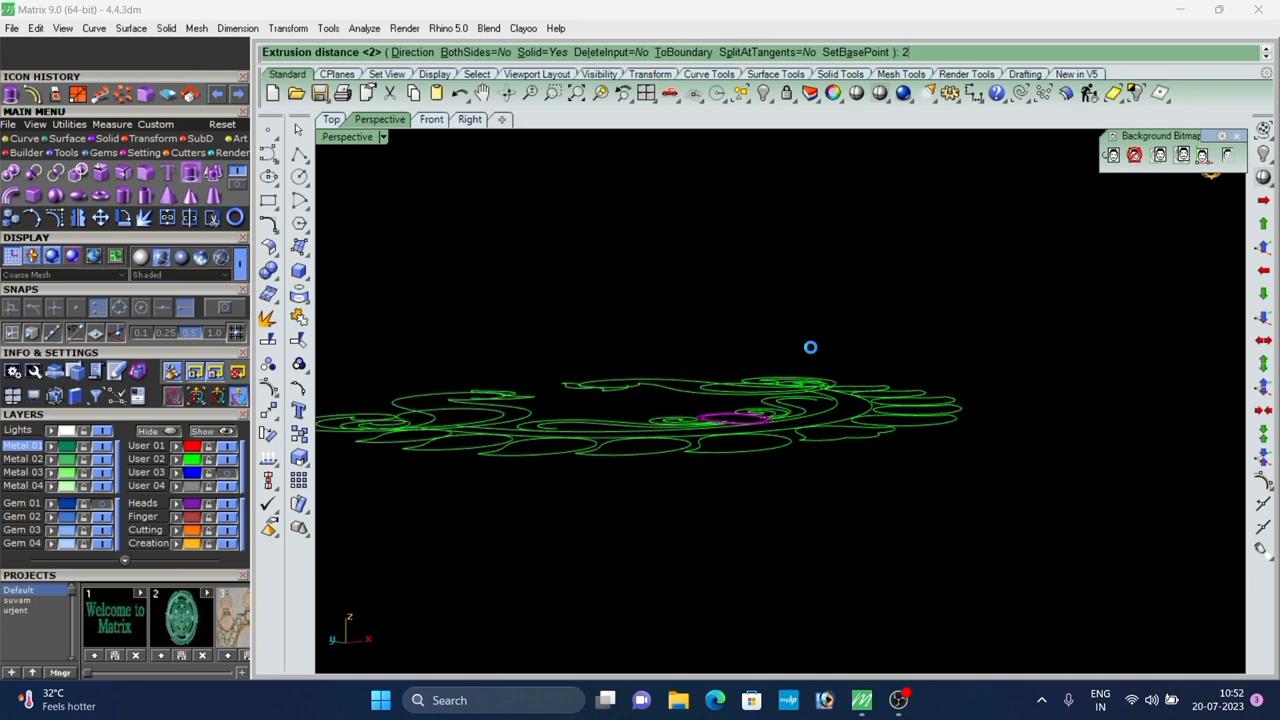 Matrix 9.0 (64-bit) - 4.4.3dm
File Edit View Curve Surface Solid Mesh Dimension Transform Tools Analyze Render Rhino 5.0 Blend Clayoo Help
Extrusion distance <2> ( Direction BothSides=No Solid=Yes DeleteInput=No ToBoundary SplitAtTangents=No SetBasePoint ): 2
Standard CPlanes Set View Display Select Viewport Layout Visibility Transform Curve Tools Surface Tools Solid Tools Mesh Tools Render Tools Drafting New in V5
ICON HISTORY
MAIN MENU
File View Utilities Measure Custom Reset
Curve Surface Solid Transform SubD Art
Builder Tools Gems Setting Cutters Render
Top Perspective Front Right
Perspective
Background Bitmap
DISPLAY
Coarse Mesh Shaded
SNAPS
0.1 0.25 0.5 1.0
INFO & SETTINGS
LAYERS
Lights Hide Show
Metal 01 User 01
Metal 02 User 02
Metal 03 User 03
Metal 04 User 04
Gem 01 Heads
Gem 02 Finger
Gem 03 Cutting
Gem 04 Creation
PROJECTS
Default
suvam
urjent
1 2 3
Welcome to
Matrix
Mngr
z
y x
32°C
Feels hotter
Search
ENG
IN
10:52
20-07-2023
3